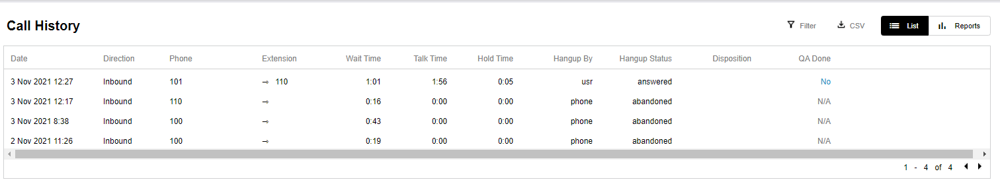 Call History Filter CSV List Reports
Date Direction Phone Extension Wait Time Talk Time Hold Time Hangup By Hangup Status Disposition QA Done
3 Nov 2021 12:27 Inbound 101 → 110 1:01 1:56 0:05 usr answered No
3 Nov 2021 12:17 Inbound 110 → 0:16 0:00 0:00 phone abandoned N/A
3 Nov 2021 8:38 Inbound 100 → 0:43 0:00 0:00 phone abandoned N/A
2 Nov 2021 11:26 Inbound 100 → 0:19 0:00 0:00 phone abandoned N/A
1 - 4 of 4